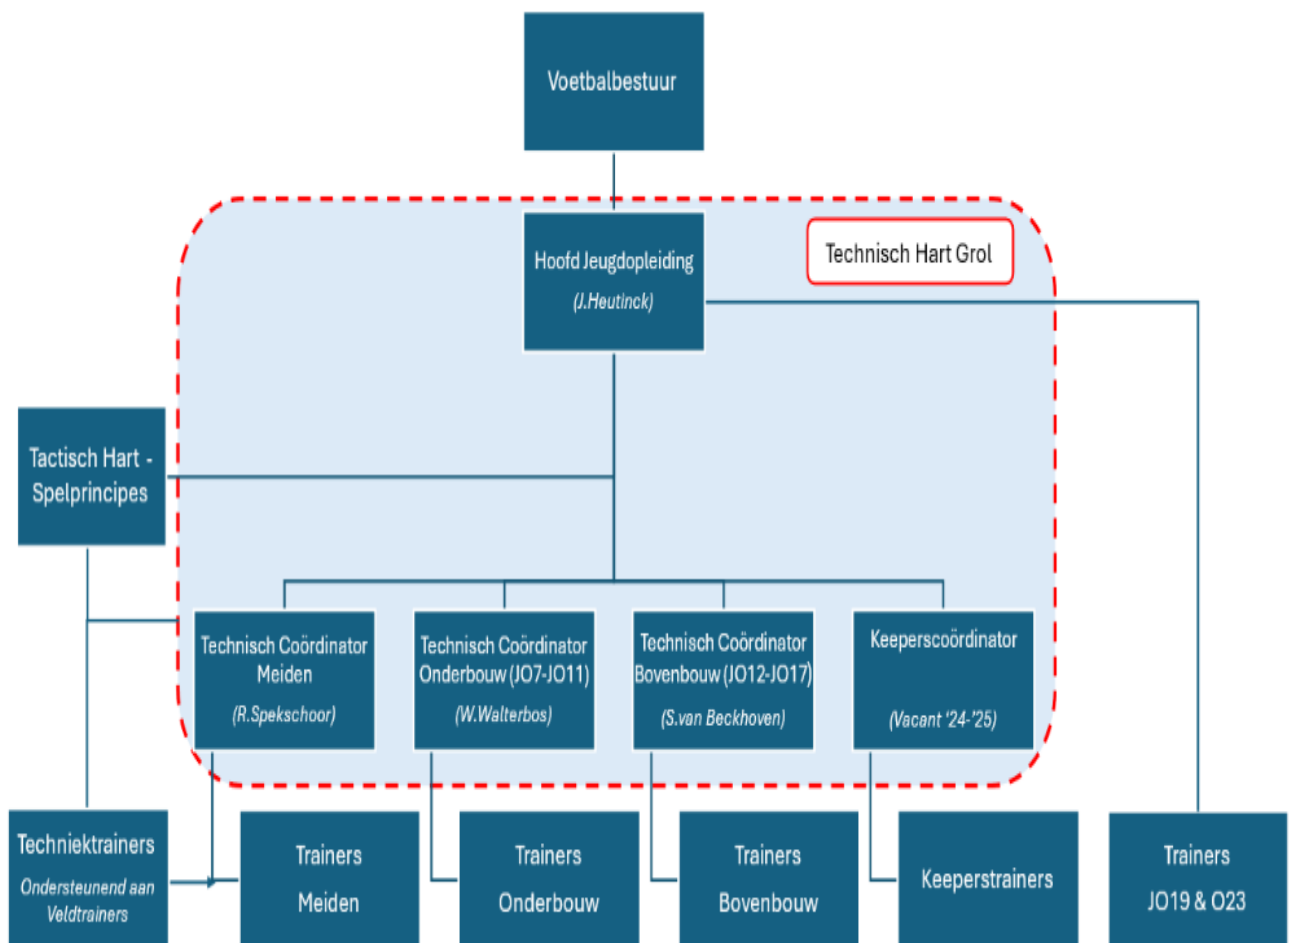 Voetbalbestuur
Hoofd Jeugdopleiding
(J.Heutinck)
Technisch Hart Grol
Tactisch Hart -
Spelprincipes
Technisch Coördinator
Meiden
(R.Spekschoor)
Technisch Coördinator
Onderbouw (JO7-JO11)
(W.Walterbos)
Technisch Coördinator
Bovenbouw (JO12-JO17)
(S.van Beckhoven)
Keeperscoördinator
(Vacant ‘24-’25)
Techniektrainers
Ondersteunend aan
Veldtrainers
Trainers
Meiden
Trainers
Onderbouw
Trainers
Bovenbouw
Keeperstrainers
Trainers
JO19 & O23